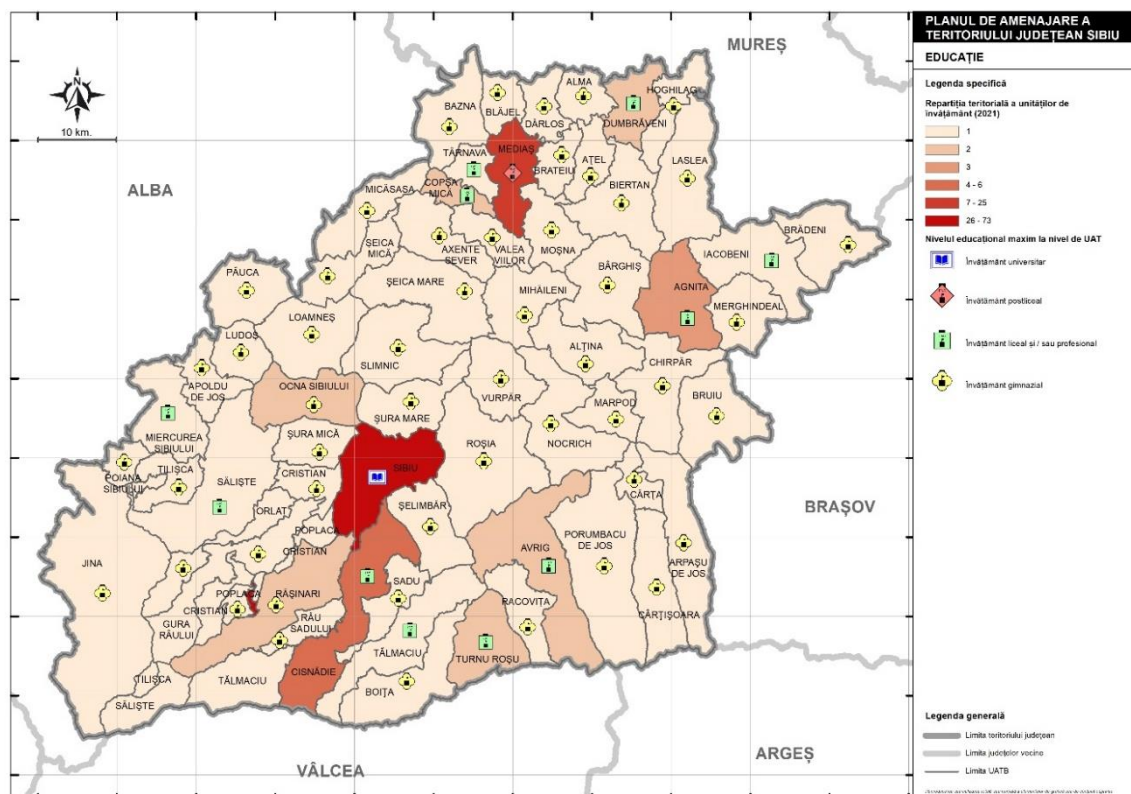 PLANUL DE AMENAJARE A
TERITORIULUI JUDEȚEAN SIBIU
EDUCAȚIE
Legenda specifică
Repartiția teritorială a unităților de
învățământ (2021)
1
2
3
4 - 6
7 - 25
26 - 73
Nivelul educațional maxim la nivel de UAT
Învățământ universitar
Învățământ postliceal
Învățământ liceal și / sau profesional
Învățământ gimnazial
Legenda generală
Limita teritoriului județean
Limita județelor vecine
Limita UATB
N
10 km.
MUREȘ
ALBA
BRAȘOV
ARGEȘ
VÂLCEA
ALMA
HOGHILAG
BAZNA
BLĂJEL
DÂRLOS
DUMBRĂVENI
TÂRNAVA
MEDIAȘ
BRATEIU
AȚEL
LASLEA
COPȘA
MICĂ
BIERTAN
MICĂSASA
BRĂDENI
AXENTE
SEVER
VALEA
VIILOR
MOȘNA
IACOBENI
ȘEICA
MICĂ
BÂRGHIȘ
PĂUCA
ȘEICA MARE
MIHĂILENI
AGNITA
MERGHINDEAL
LOAMNEȘ
LUDOȘ
SLIMNIC
ALȚÎNA
CHIRPĂR
APOLDU
DE JOS
OCNA SIBIULUI
VURPĂR
MARPOD
BRUIU
ȘURA MARE
MIERCUREA
SIBIULUI
ȘURA MICĂ
ROȘIA
NOCRICH
POIANA
SIBIULUI
TILIȘCA
SĂLIȘTE
CRISTIAN
SIBIU
CÂRȚA
ORLAT
ȘELIMBĂR
POPLACA
CRISTIAN
AVRIG
PORUMBACU
DE JOS
JINA
ARPAȘU
DE JOS
POPLACA
CRISTIAN
RĂȘINARI
SADU
RACOVIȚA
GURA
RÂULUI
RÂU
SADULUI
CÂRȚIȘOARA
TĂLMACIU
TURNU ROȘU
CISNĂDIE
TILIȘCA
TĂLMACIU
BOIȚA
SĂLIȘTE